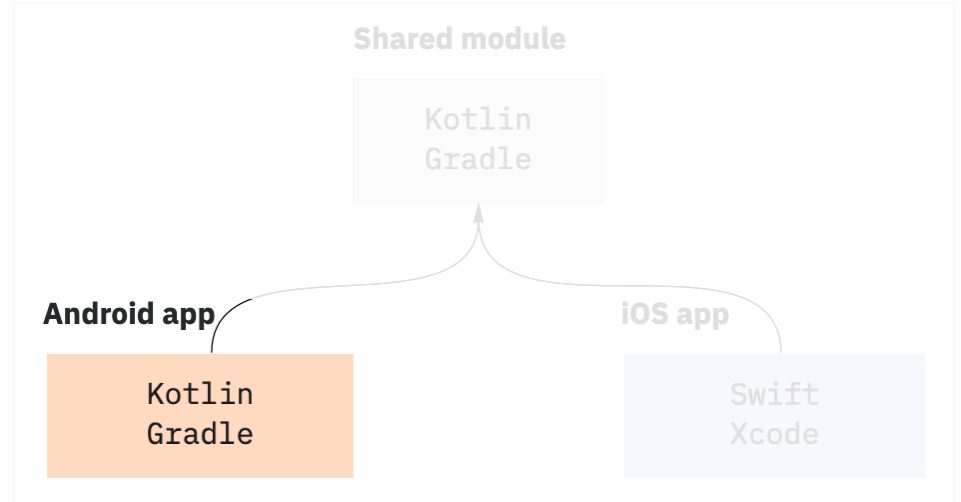 Shared module
Kotlin
Gradle
Android app
Kotlin
Gradle
iOS app
Swift
Xcode